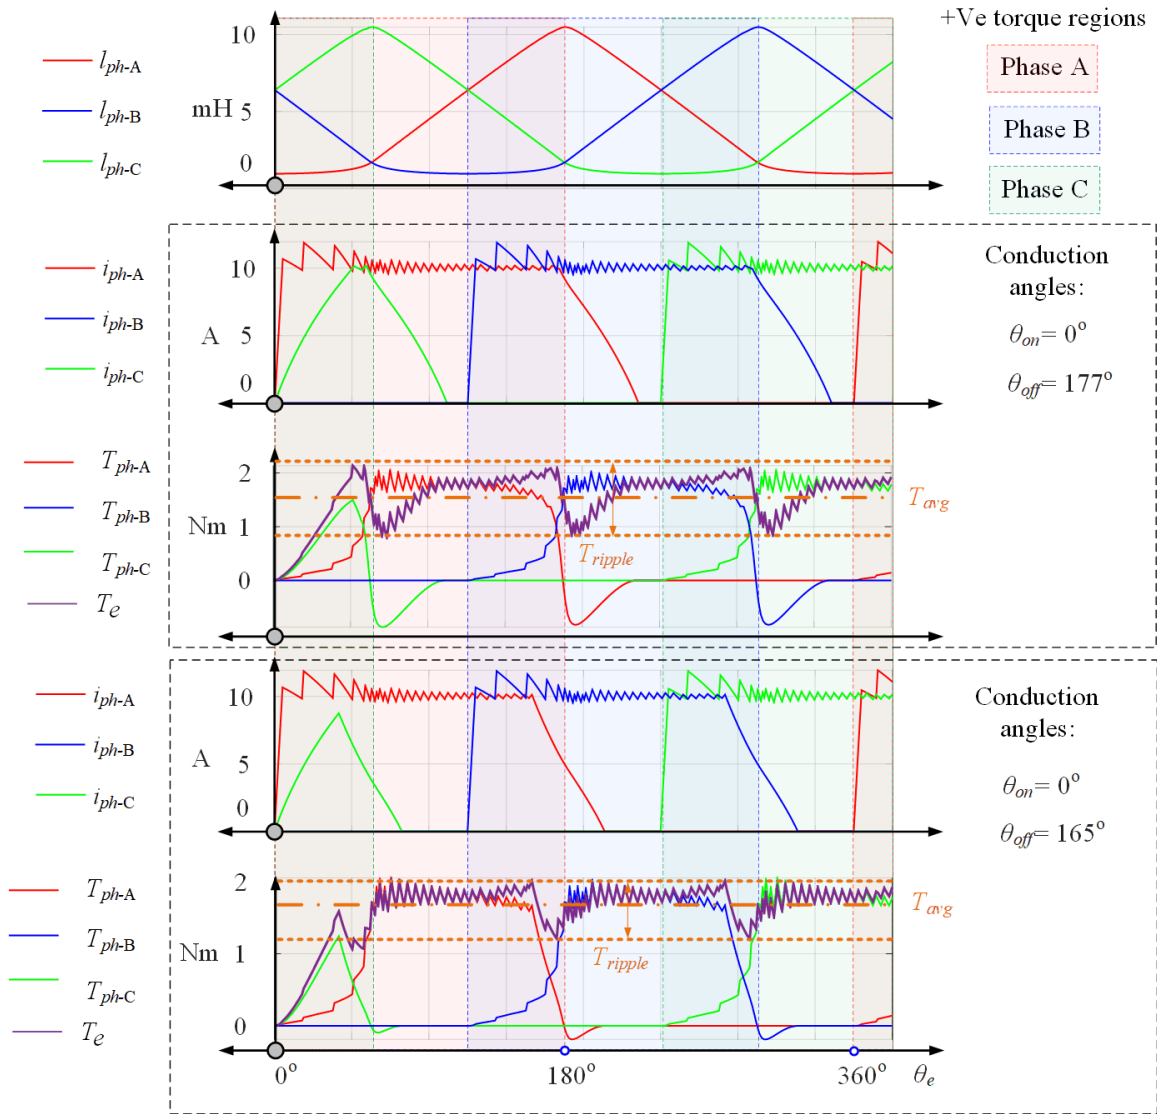 +Ve torque regions
Phase A
Phase B
Phase C
l_ph-A
l_ph-B
l_ph-C
mH
10
5
0
i_ph-A
i_ph-B
i_ph-C
A
10
5
0
Conduction
angles:
θ_on= 0°
θ_off= 177°
T_ph-A
T_ph-B
T_ph-C
T_e
Nm
2
1
0
T_avg
T_ripple
i_ph-A
i_ph-B
i_ph-C
A
10
5
0
Conduction
angles:
θ_on= 0°
θ_off= 165°
T_ph-A
T_ph-B
T_ph-C
T_e
Nm
2
1
0
T_avg
T_ripple
0° 180° 360° θ_e